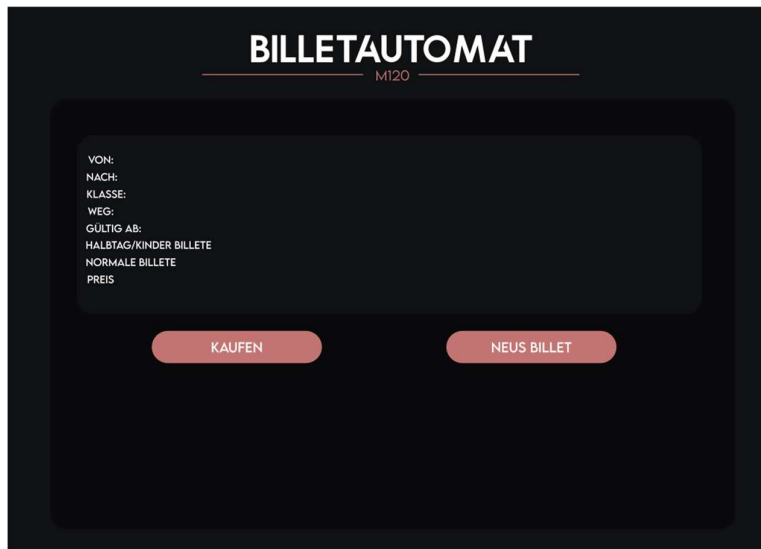 BILLETAUTOMAT
M120
VON:
NACH:
KLASSE:
WEG:
GÜLTIG AB:
HALBTAG/KINDER BILLETE
NORMALE BILLETE
PREIS
KAUFEN
NEUS BILLET